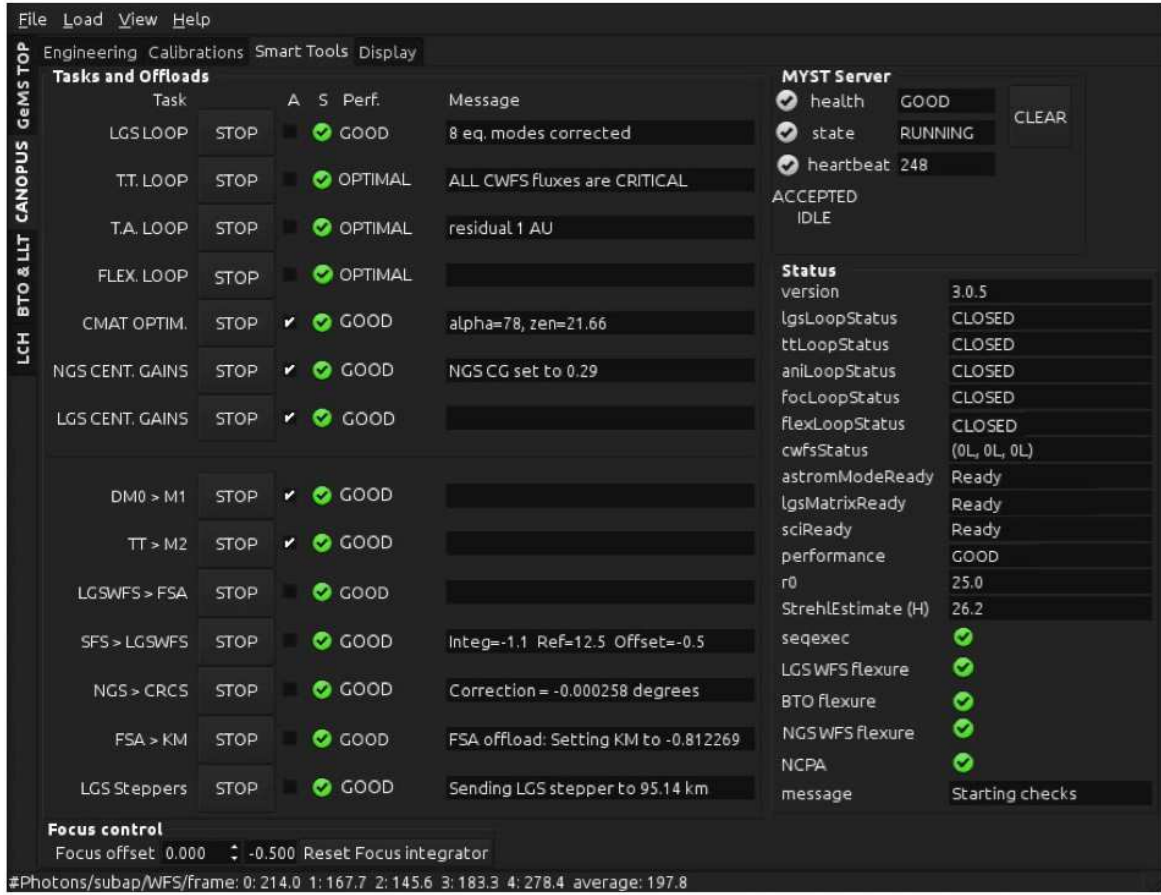 File Load View Help
GeMS TOP
CANOPUS
BTO & LLT
LCH
Engineering Calibrations Smart Tools Display
Tasks and Offloads
Task A S Perf. Message
LGS LOOP STOP GOOD 8 eq. modes corrected
T.T. LOOP STOP OPTIMAL ALL CWFS fluxes are CRITICAL
T.A. LOOP STOP OPTIMAL residual 1 AU
FLEX. LOOP STOP OPTIMAL
CMAT OPTIM. STOP GOOD alpha=78, zen=21.66
NGS CENT. GAINS STOP GOOD NGS CG set to 0.29
LGS CENT. GAINS STOP GOOD
DM0 > M1 STOP GOOD
TT > M2 STOP GOOD
LGSWFS > FSA STOP GOOD
SFS > LGSWFS STOP GOOD Integ=-1.1 Ref=12.5 Offset=-0.5
NGS > CRCS STOP GOOD Correction = -0.000258 degrees
FSA > KM STOP GOOD FSA offload: Setting KM to -0.812269
LGS Steppers STOP GOOD Sending LGS stepper to 95.14 km
MYST Server
health GOOD
CLEAR
state RUNNING
heartbeat 248
ACCEPTED
IDLE
Status
version 3.0.5
lgsLoopStatus CLOSED
ttLoopStatus CLOSED
aniLoopStatus CLOSED
focLoopStatus CLOSED
flexLoopStatus CLOSED
cwfsStatus (0L, 0L, 0L)
astromModeReady Ready
lgsMatrixReady Ready
sciReady Ready
performance GOOD
r0 25.0
StrehlEstimate (H) 26.2
seqexec
LGS WFS flexure
BTO flexure
NGS WFS flexure
NCPA
message Starting checks
Focus control
Focus offset 0.000 -0.500 Reset Focus integrator
#Photons/subap/WFS/frame: 0: 214.0 1: 167.7 2: 145.6 3: 183.3 4: 278.4 average: 197.8